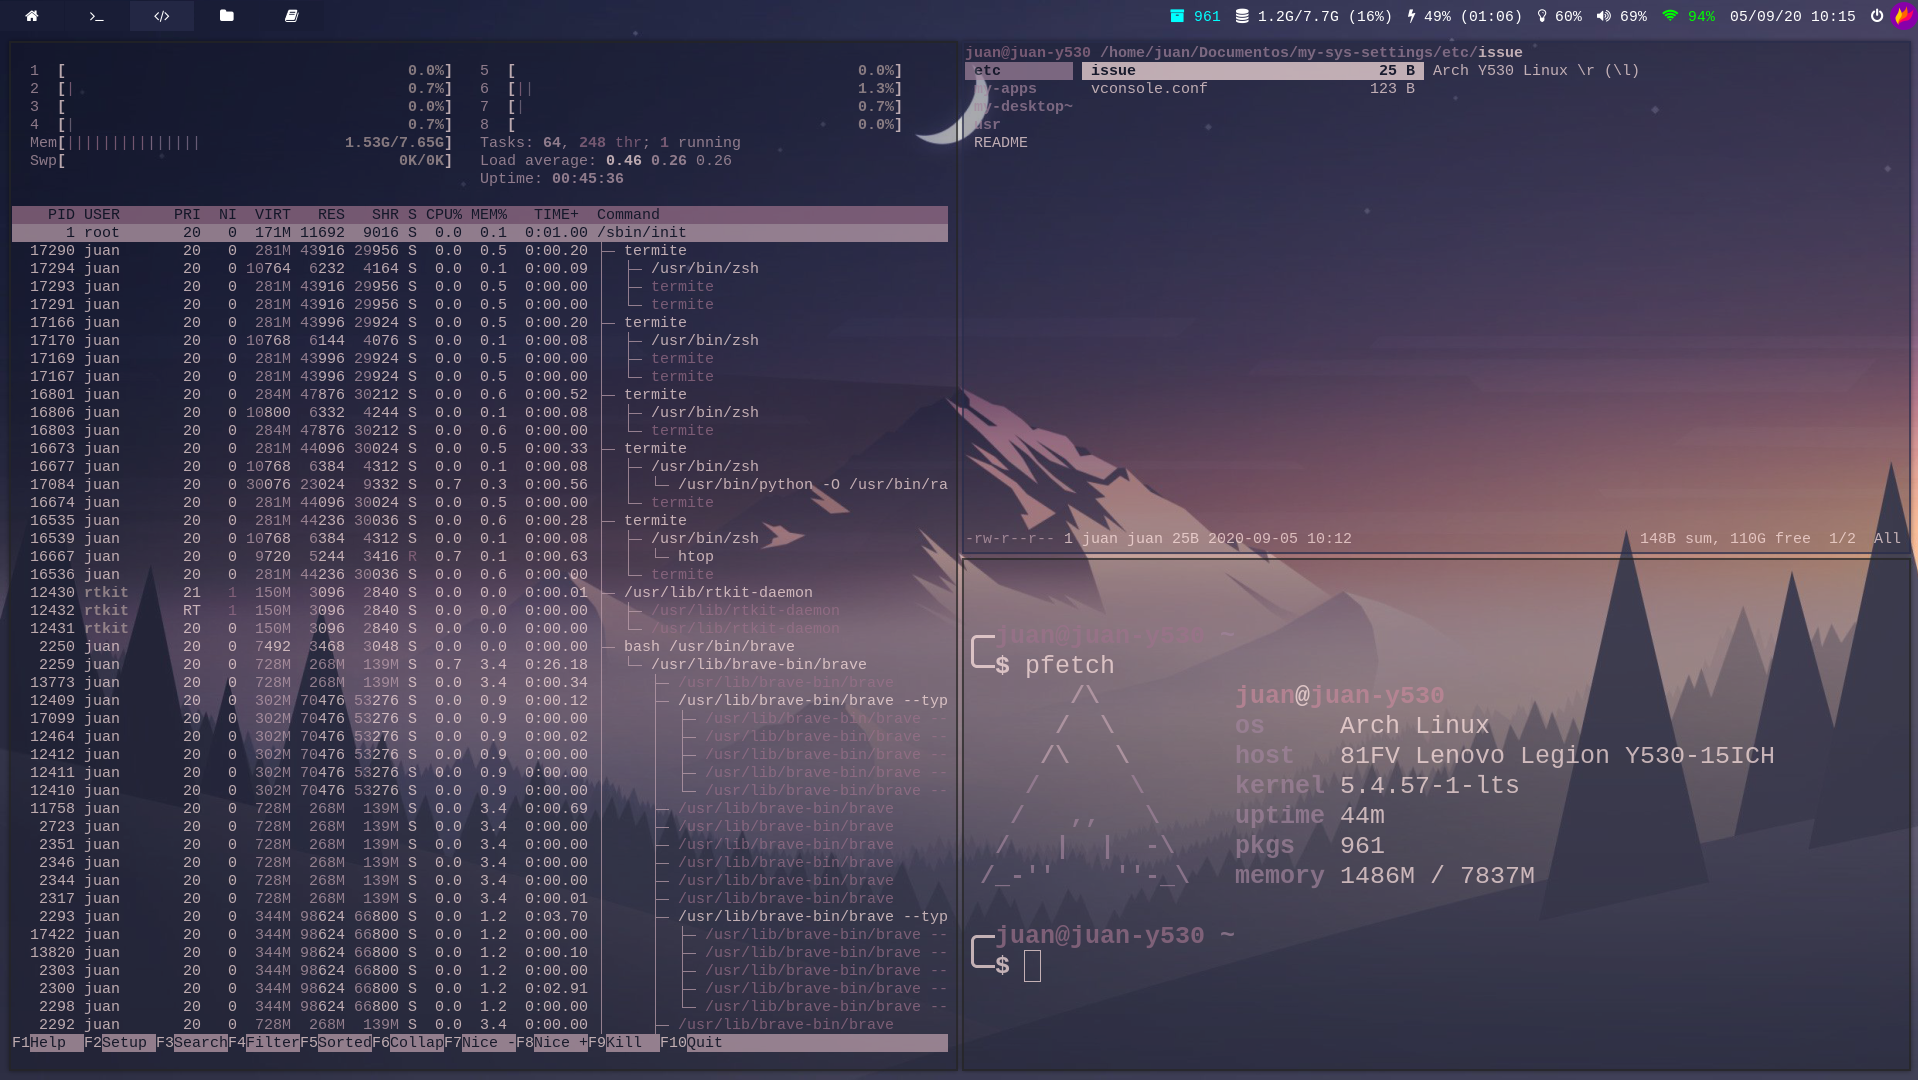 961 1.2G/7.7G (16%) 49% (01:06) 60% 69% 94% 05/09/20 10:15
1 [ 0.0%] 5 [ 0.0%]
2 [| 0.7%] 6 [|| 1.3%]
3 [ 0.0%] 7 [| 0.7%]
4 [| 0.7%] 8 [ 0.0%]
Mem[||||||||||||||| 1.53G/7.65G] Tasks: 64, 248 thr; 1 running
Swp[ 0K/0K] Load average: 0.46 0.26 0.26
Uptime: 00:45:36
PID USER PRI NI VIRT RES SHR S CPU% MEM% TIME+ Command
1 root 20 0 171M 11692 9016 S 0.0 0.1 0:01.00 /sbin/init
17290 juan 20 0 281M 43916 29956 S 0.0 0.5 0:00.20 ├─ termite
17294 juan 20 0 10764 6232 4164 S 0.0 0.1 0:00.09 │ ├─ /usr/bin/zsh
17293 juan 20 0 281M 43916 29956 S 0.0 0.5 0:00.00 │ ├─ termite
17291 juan 20 0 281M 43916 29956 S 0.0 0.5 0:00.00 │ └─ termite
17166 juan 20 0 281M 43996 29924 S 0.0 0.5 0:00.20 ├─ termite
17170 juan 20 0 10768 6144 4076 S 0.0 0.1 0:00.08 │ ├─ /usr/bin/zsh
17169 juan 20 0 281M 43996 29924 S 0.0 0.5 0:00.00 │ ├─ termite
17167 juan 20 0 281M 43996 29924 S 0.0 0.5 0:00.00 │ └─ termite
16801 juan 20 0 284M 47876 30212 S 0.0 0.6 0:00.52 ├─ termite
16806 juan 20 0 10800 6332 4244 S 0.0 0.1 0:00.08 │ ├─ /usr/bin/zsh
16803 juan 20 0 284M 47876 30212 S 0.0 0.6 0:00.00 │ └─ termite
16673 juan 20 0 281M 44096 30024 S 0.0 0.5 0:00.33 ├─ termite
16677 juan 20 0 10768 6384 4312 S 0.0 0.1 0:00.08 │ ├─ /usr/bin/zsh
17084 juan 20 0 30076 23024 9332 S 0.7 0.3 0:00.56 │ │ └─ /usr/bin/python -O /usr/bin/ra
16674 juan 20 0 281M 44096 30024 S 0.0 0.5 0:00.00 │ └─ termite
16535 juan 20 0 281M 44236 30036 S 0.0 0.6 0:00.28 ├─ termite
16539 juan 20 0 10768 6384 4312 S 0.0 0.1 0:00.08 │ ├─ /usr/bin/zsh
16667 juan 20 0 9720 5244 3416 R 0.7 0.1 0:00.63 │ │ └─ htop
16536 juan 20 0 281M 44236 30036 S 0.0 0.6 0:00.00 │ └─ termite
12430 rtkit 21 1 150M 3096 2840 S 0.0 0.0 0:00.01 ├─ /usr/lib/rtkit-daemon
12432 rtkit RT 1 150M 3096 2840 S 0.0 0.0 0:00.00 │ ├─ /usr/lib/rtkit-daemon
12431 rtkit 20 0 150M 3096 2840 S 0.0 0.0 0:00.00 │ └─ /usr/lib/rtkit-daemon
2250 juan 20 0 7492 3468 3048 S 0.0 0.0 0:00.00 ├─ bash /usr/bin/brave
2259 juan 20 0 728M 268M 139M S 0.7 3.4 0:26.18 │ └─ /usr/lib/brave-bin/brave
13773 juan 20 0 728M 268M 139M S 0.0 3.4 0:00.34 │ ├─ /usr/lib/brave-bin/brave
12409 juan 20 0 302M 70476 53276 S 0.0 0.9 0:00.12 │ ├─ /usr/lib/brave-bin/brave --typ
17099 juan 20 0 302M 70476 53276 S 0.0 0.9 0:00.00 │ │ ├─ /usr/lib/brave-bin/brave --
12464 juan 20 0 302M 70476 53276 S 0.0 0.9 0:00.02 │ │ ├─ /usr/lib/brave-bin/brave --
12412 juan 20 0 302M 70476 53276 S 0.0 0.9 0:00.00 │ │ ├─ /usr/lib/brave-bin/brave --
12411 juan 20 0 302M 70476 53276 S 0.0 0.9 0:00.00 │ │ ├─ /usr/lib/brave-bin/brave --
12410 juan 20 0 302M 70476 53276 S 0.0 0.9 0:00.00 │ │ └─ /usr/lib/brave-bin/brave --
11758 juan 20 0 728M 268M 139M S 0.0 3.4 0:00.69 │ ├─ /usr/lib/brave-bin/brave
2723 juan 20 0 728M 268M 139M S 0.0 3.4 0:00.00 │ ├─ /usr/lib/brave-bin/brave
2351 juan 20 0 728M 268M 139M S 0.0 3.4 0:00.00 │ ├─ /usr/lib/brave-bin/brave
2346 juan 20 0 728M 268M 139M S 0.0 3.4 0:00.00 │ ├─ /usr/lib/brave-bin/brave
2344 juan 20 0 728M 268M 139M S 0.0 3.4 0:00.00 │ ├─ /usr/lib/brave-bin/brave
2317 juan 20 0 728M 268M 139M S 0.0 3.4 0:00.01 │ ├─ /usr/lib/brave-bin/brave
2293 juan 20 0 344M 98624 66800 S 0.0 1.2 0:03.70 │ ├─ /usr/lib/brave-bin/brave --typ
17422 juan 20 0 344M 98624 66800 S 0.0 1.2 0:00.00 │ │ ├─ /usr/lib/brave-bin/brave --
13820 juan 20 0 344M 98624 66800 S 0.0 1.2 0:00.10 │ │ ├─ /usr/lib/brave-bin/brave --
2303 juan 20 0 344M 98624 66800 S 0.0 1.2 0:00.00 │ │ ├─ /usr/lib/brave-bin/brave --
2300 juan 20 0 344M 98624 66800 S 0.0 1.2 0:02.91 │ │ ├─ /usr/lib/brave-bin/brave --
2298 juan 20 0 344M 98624 66800 S 0.0 1.2 0:00.00 │ │ └─ /usr/lib/brave-bin/brave --
2292 juan 20 0 728M 268M 139M S 0.0 3.4 0:00.00 │ ├─ /usr/lib/brave-bin/brave
F1Help F2Setup F3SearchF4FilterF5SortedF6CollapF7Nice -F8Nice +F9Kill F10Quit
juan@juan-y530 /home/juan/Documentos/my-sys-settings/etc/issue
etc issue 25 B Arch Y530 Linux \r (\l)
my-apps vconsole.conf 123 B
my-desktop~
usr
README
-rw-r--r-- 1 juan juan 25B 2020-09-05 10:12 148B sum, 110G free 1/2 All
juan@juan-y530 ~
$ pfetch
/\ juan@juan-y530
/ \ os Arch Linux
/\ \ host 81FV Lenovo Legion Y530-15ICH
/ \ kernel 5.4.57-1-lts
/ ,, \ uptime 44m
/ | | -\ pkgs 961
/_-'' ''-_\ memory 1486M / 7837M
juan@juan-y530 ~
$